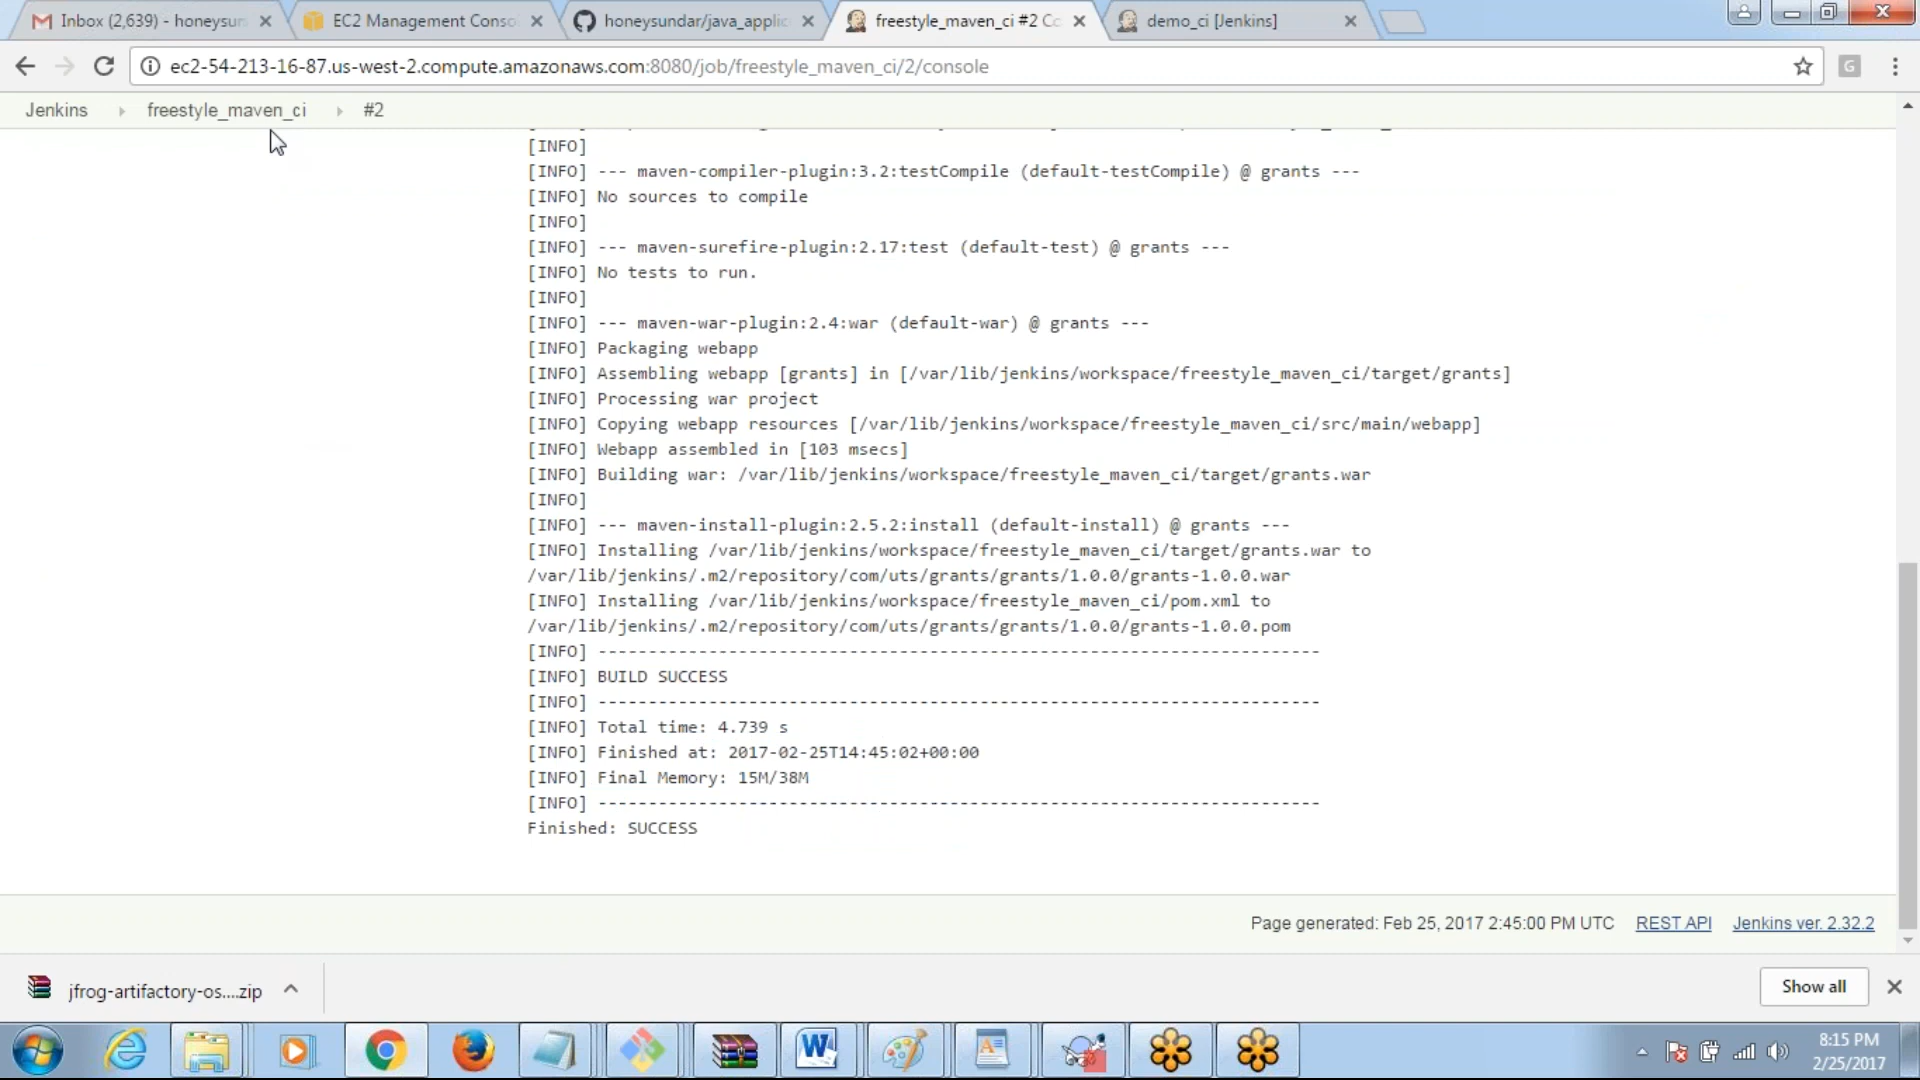 Inbox (2,639) - honeysun
EC2 Management Conso
honeysundar/java_applic
freestyle_maven_ci #2 Co
demo_ci [Jenkins]
ec2-54-213-16-87.us-west-2.compute.amazonaws.com:8080/job/freestyle_maven_ci/2/console
Jenkins
freestyle_maven_ci
#2
[INFO]
[INFO] --- maven-compiler-plugin:3.2:testCompile (default-testCompile) @ grants ---
[INFO] No sources to compile
[INFO]
[INFO] --- maven-surefire-plugin:2.17:test (default-test) @ grants ---
[INFO] No tests to run.
[INFO]
[INFO] --- maven-war-plugin:2.4:war (default-war) @ grants ---
[INFO] Packaging webapp
[INFO] Assembling webapp [grants] in [/var/lib/jenkins/workspace/freestyle_maven_ci/target/grants]
[INFO] Processing war project
[INFO] Copying webapp resources [/var/lib/jenkins/workspace/freestyle_maven_ci/src/main/webapp]
[INFO] Webapp assembled in [103 msecs]
[INFO] Building war: /var/lib/jenkins/workspace/freestyle_maven_ci/target/grants.war
[INFO]
[INFO] --- maven-install-plugin:2.5.2:install (default-install) @ grants ---
[INFO] Installing /var/lib/jenkins/workspace/freestyle_maven_ci/target/grants.war to
/var/lib/jenkins/.m2/repository/com/uts/grants/grants/1.0.0/grants-1.0.0.war
[INFO] Installing /var/lib/jenkins/workspace/freestyle_maven_ci/pom.xml to
/var/lib/jenkins/.m2/repository/com/uts/grants/grants/1.0.0/grants-1.0.0.pom
[INFO] ------------------------------------------------------------------------
[INFO] BUILD SUCCESS
[INFO] ------------------------------------------------------------------------
[INFO] Total time: 4.739 s
[INFO] Finished at: 2017-02-25T14:45:02+00:00
[INFO] Final Memory: 15M/38M
[INFO] ------------------------------------------------------------------------
Finished: SUCCESS
Page generated: Feb 25, 2017 2:45:00 PM UTC
REST API
Jenkins ver. 2.32.2
jfrog-artifactory-os....zip
Show all
8:15 PM
2/25/2017